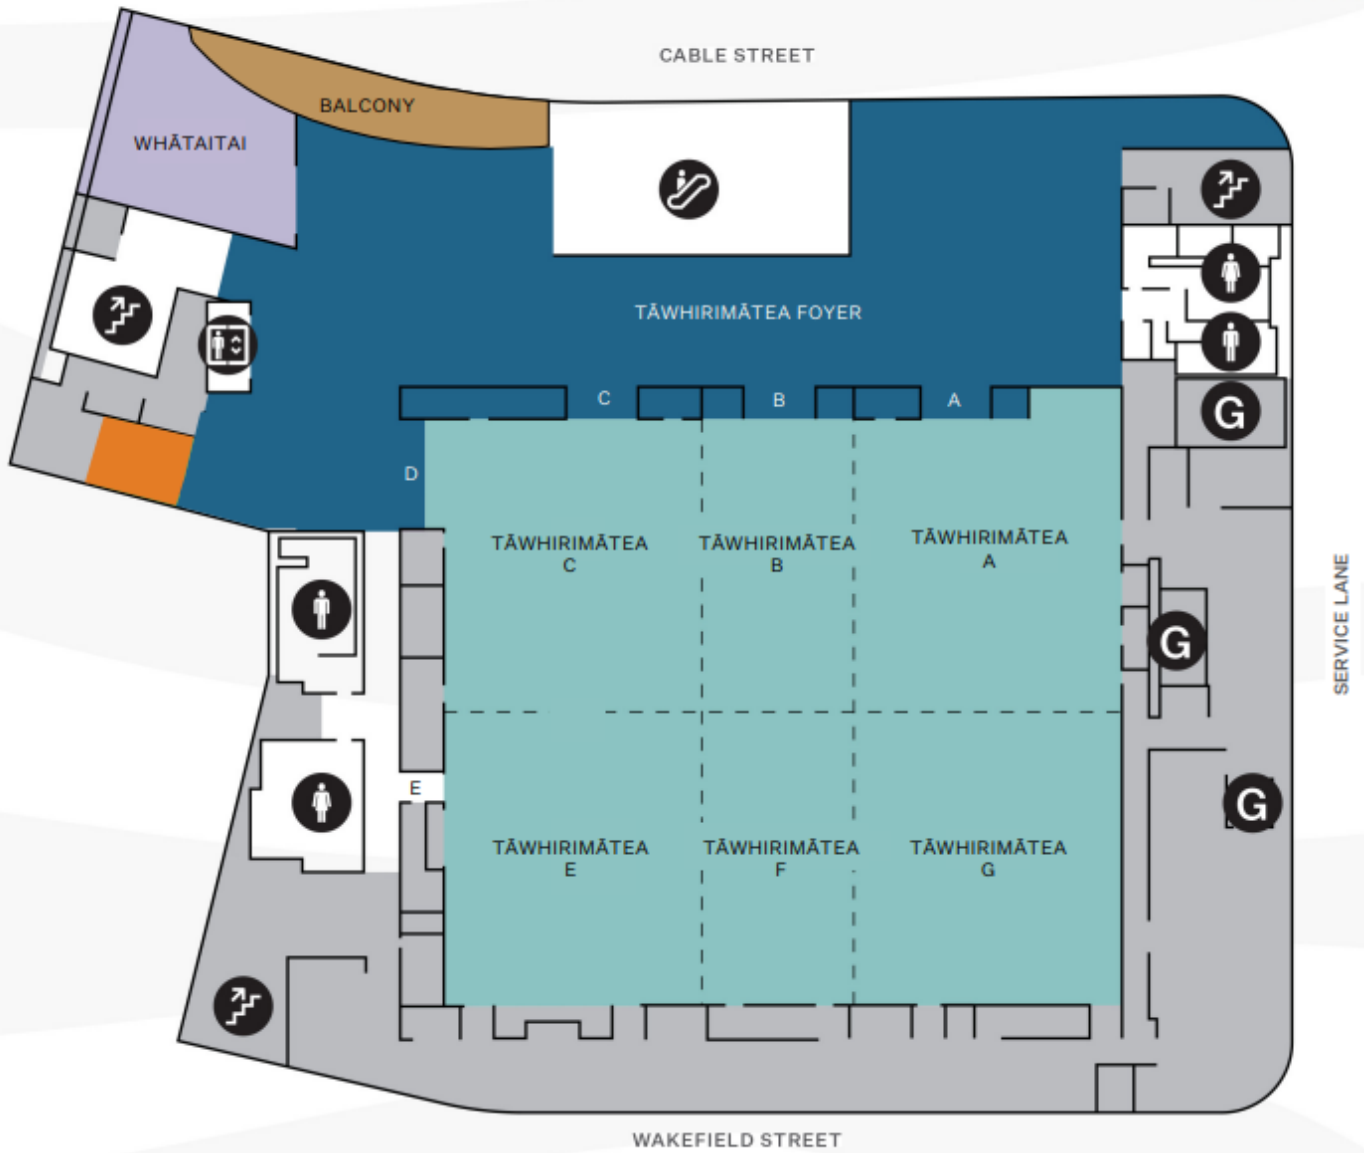 CABLE STREET
BALCONY
WHĀTAITAI
TĀWHIRIMĀTEA FOYER
C
B
A
G
D
TĀWHIRIMĀTEA
C
TĀWHIRIMĀTEA
B
TĀWHIRIMĀTEA
A
SERVICE LANE
G
E
G
TĀWHIRIMĀTEA
E
TĀWHIRIMĀTEA
F
TĀWHIRIMĀTEA
G
WAKEFIELD STREET